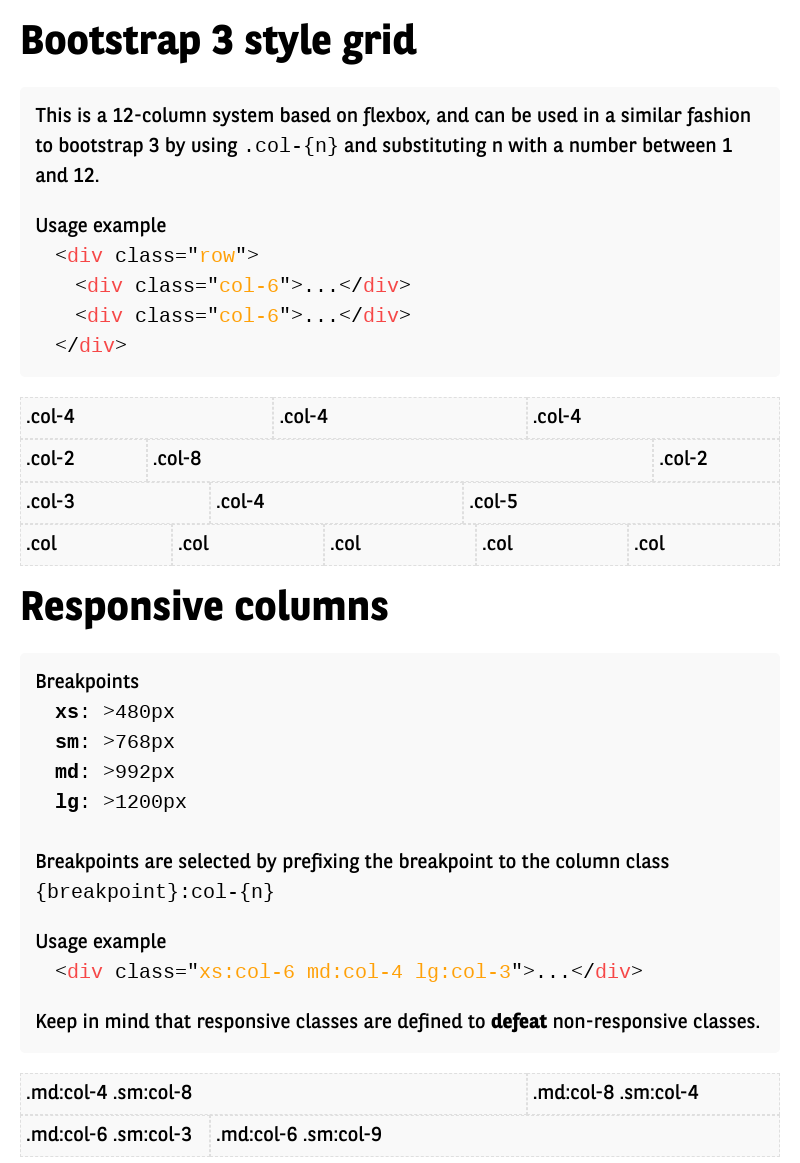 Bootstrap 3 style grid
This is a 12-column system based on flexbox, and can be used in a similar fashion
to bootstrap 3 by using .col-{n} and substituting n with a number between 1
and 12.
Usage example
<div class="row">
<div class="col-6">...</div>
<div class="col-6">...</div>
</div>
.col-4 .col-4 .col-4
.col-2 .col-8 .col-2
.col-3 .col-4 .col-5
.col .col .col .col .col
Responsive columns
Breakpoints
xs: >480px
sm: >768px
md: >992px
lg: >1200px
Breakpoints are selected by prefixing the breakpoint to the column class
{breakpoint}:col-{n}
Usage example
<div class="xs:col-6 md:col-4 lg:col-3">...</div>
Keep in mind that responsive classes are defined to defeat non-responsive classes.
.md:col-4 .sm:col-8 .md:col-8 .sm:col-4
.md:col-6 .sm:col-3 .md:col-6 .sm:col-9